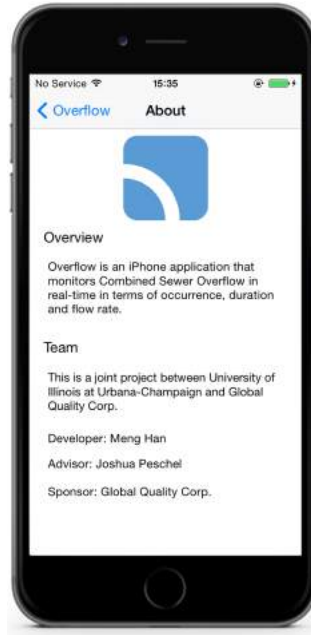 No Service 15:35
Overflow About
Overview
Overflow is an iPhone application that
monitors Combined Sewer Overflow in
real-time in terms of occurrence, duration
and flow rate.
Team
This is a joint project between University of
Illinois at Urbana-Champaign and Global
Quality Corp.
Developer: Meng Han
Advisor: Joshua Peschel
Sponsor: Global Quality Corp.